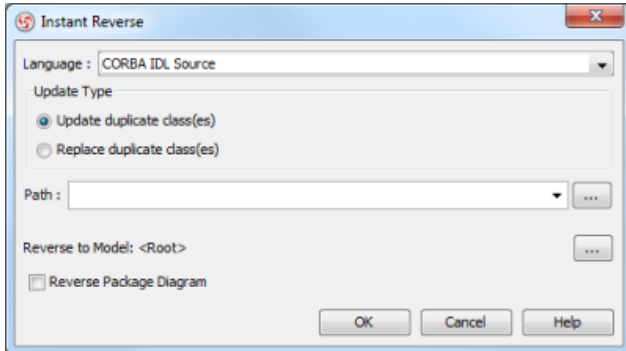 Instant Reverse
Language : CORBA IDL Source
Update Type
Update duplicate class(es)
Replace duplicate class(es)
Path : ...
Reverse to Model: <Root> ...
Reverse Package Diagram
OK Cancel Help